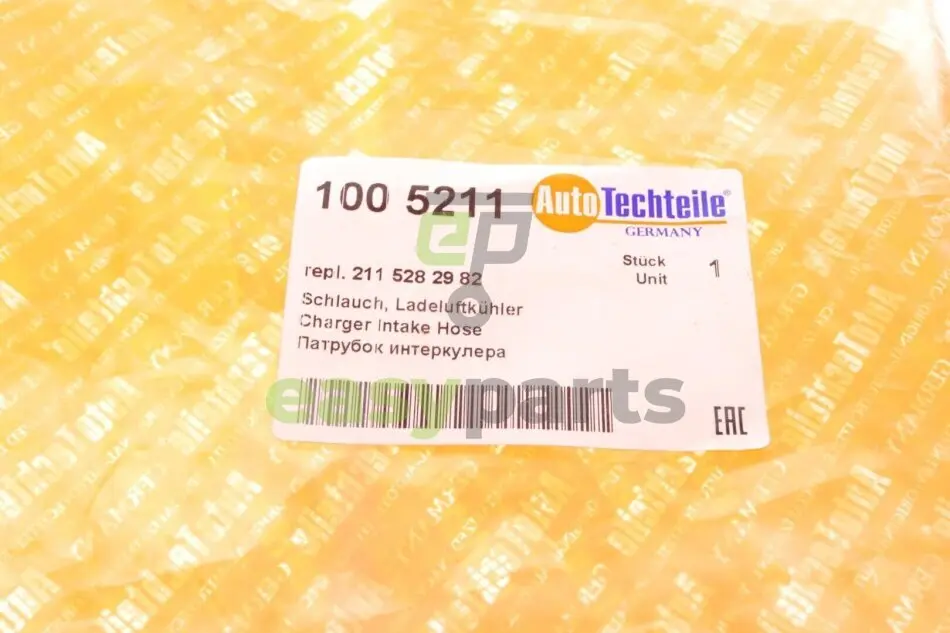 100 5211
AutoTechteile®
GERMANY
Stück
Unit
1
repl. 211 528 29 82
Schlauch, Ladeluftkühler
Charger Intake Hose
Патрубок интеркулера
ep
easyparts
EAC